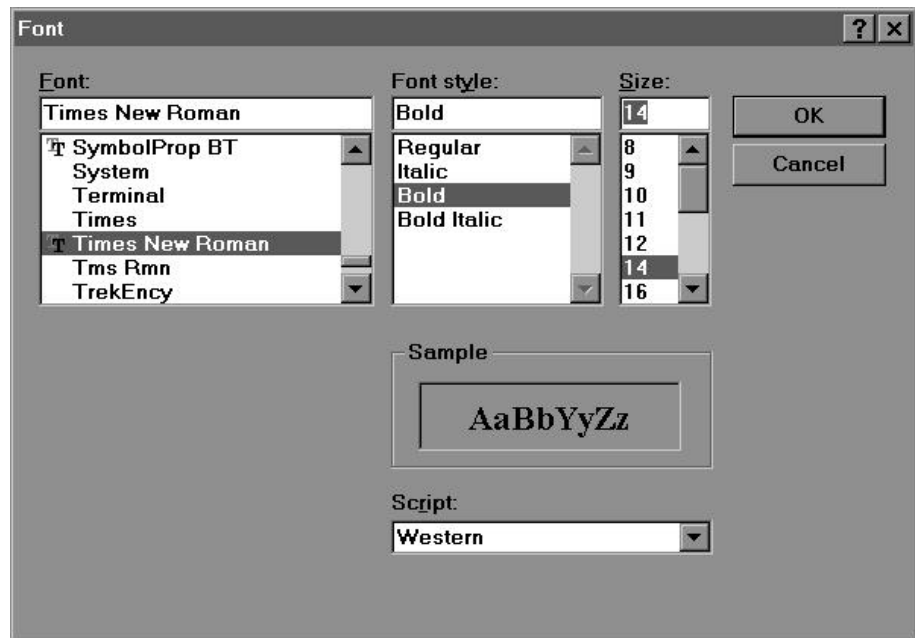 Font
Font:
Times New Roman
SymbolProp BT
System
Terminal
Times
Times New Roman
Tms Rmn
TrekEncy
Font style:
Bold
Regular
Italic
Bold
Bold Italic
Size:
14
8
9
10
11
12
14
16
OK
Cancel
Sample
AaBbYyZz
Script:
Western